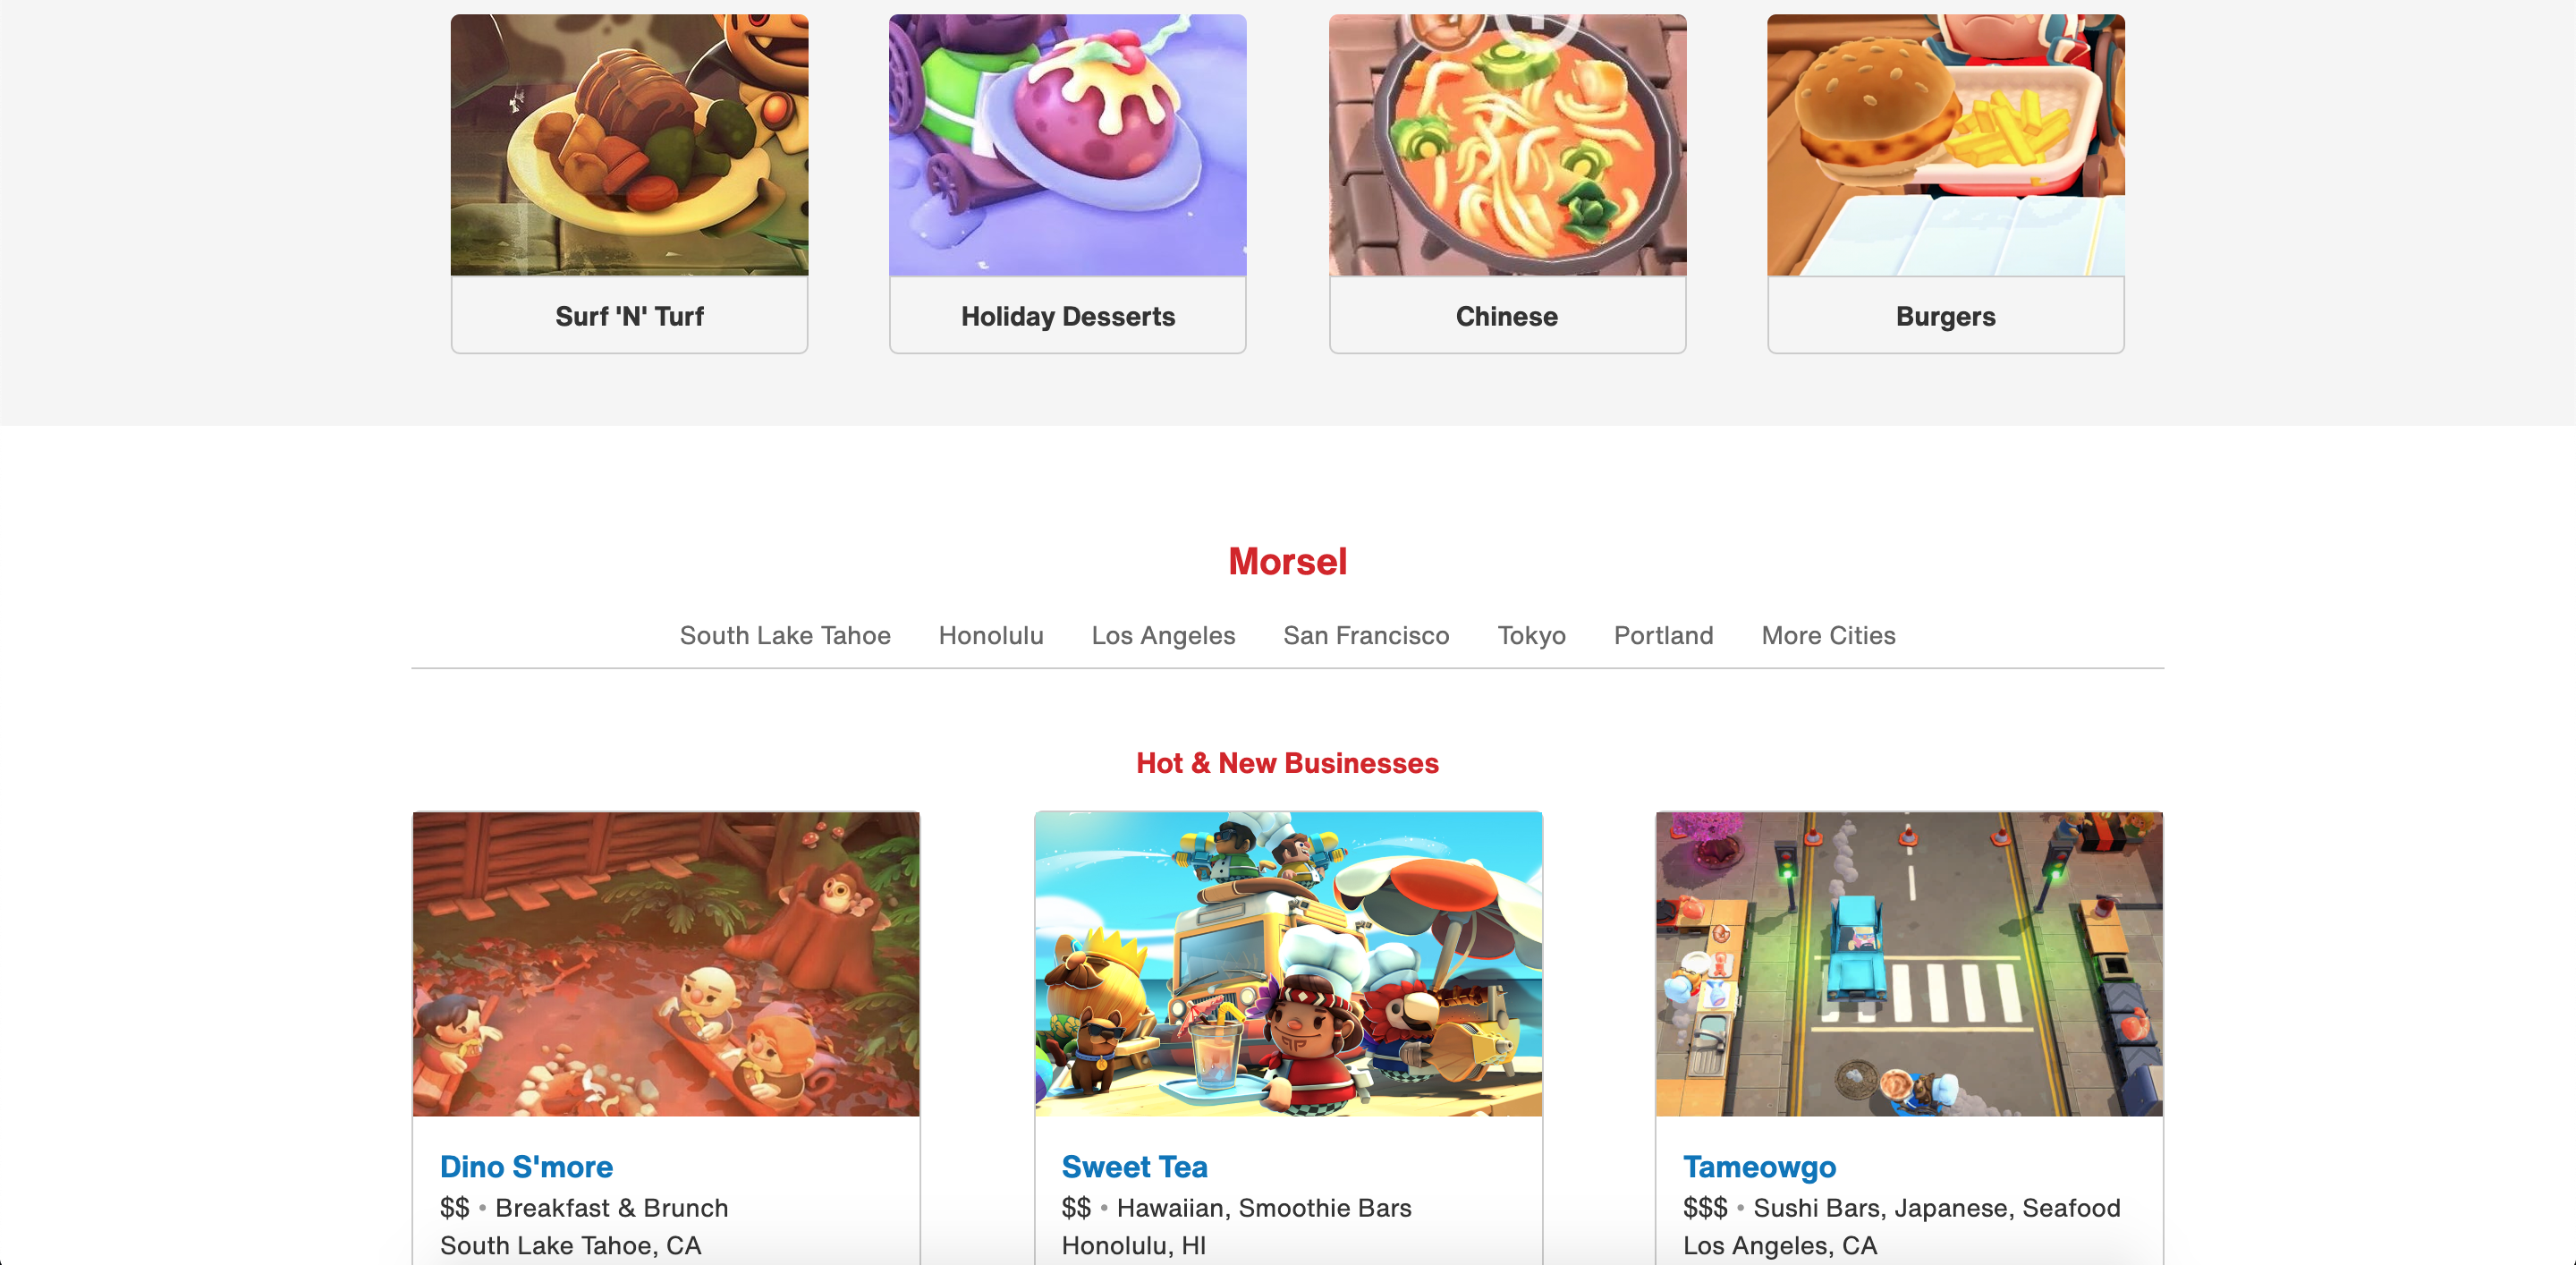 Surf 'N' Turf
Holiday Desserts
Chinese
Burgers
Morsel
South Lake Tahoe Honolulu Los Angeles San Francisco Tokyo Portland More Cities
Hot & New Businesses
Dino S'more
$$ • Breakfast & Brunch
South Lake Tahoe, CA
Sweet Tea
$$ • Hawaiian, Smoothie Bars
Honolulu, HI
Tameowgo
$$$ • Sushi Bars, Japanese, Seafood
Los Angeles, CA